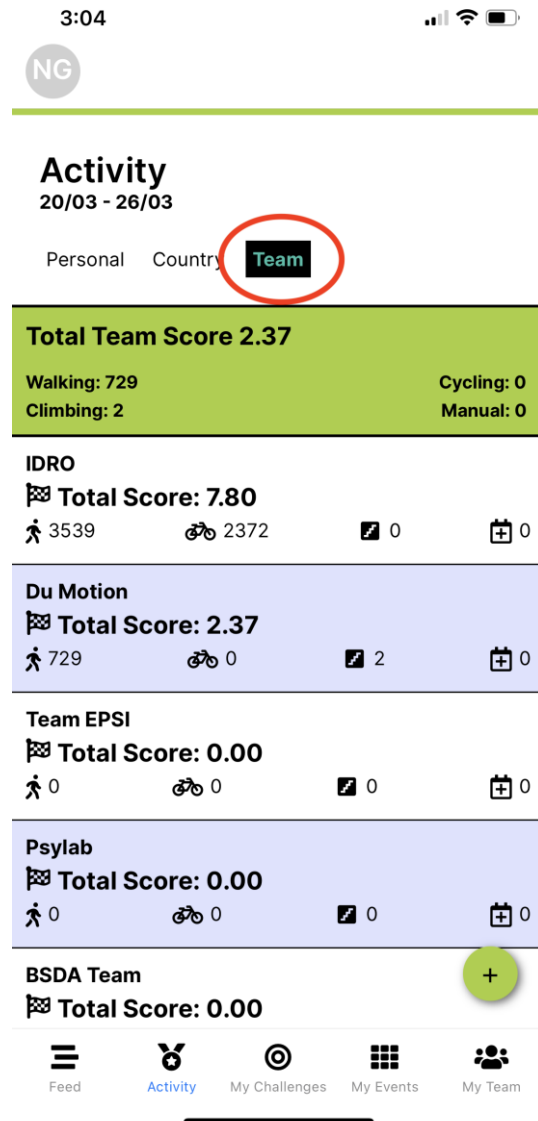 3:04
NG
Activity
20/03 - 26/03
Personal Country Team
Total Team Score 2.37
Walking: 729 Cycling: 0
Climbing: 2 Manual: 0
IDRO
Total Score: 7.80
3539 2372 0 0
Du Motion
Total Score: 2.37
729 0 2 0
Team EPSI
Total Score: 0.00
0 0 0 0
Psylab
Total Score: 0.00
0 0 0 0
BSDA Team
Total Score: 0.00
+
Feed Activity My Challenges My Events My Team